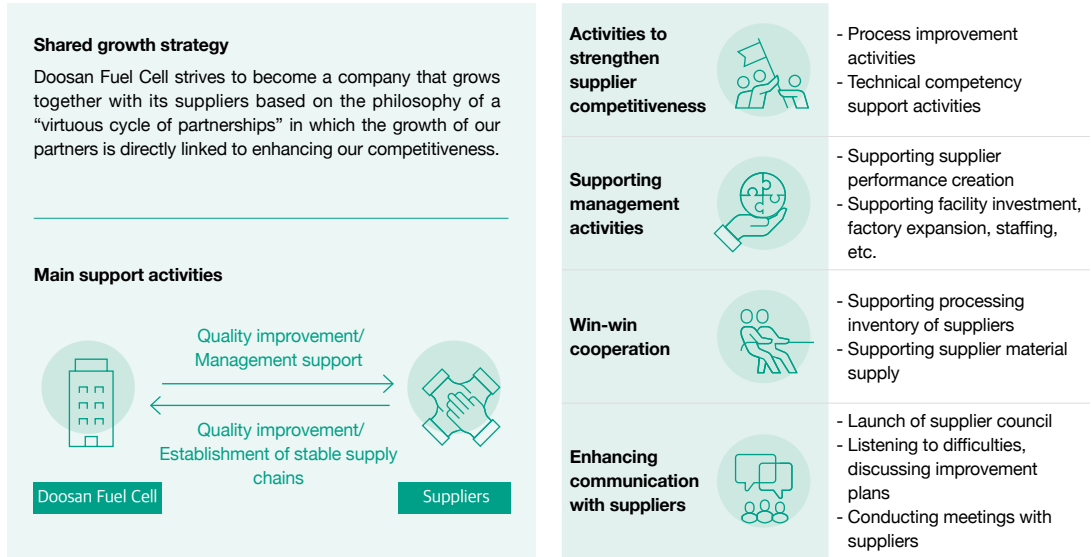 Shared growth strategy
Doosan Fuel Cell strives to become a company that grows
together with its suppliers based on the philosophy of a
“virtuous cycle of partnerships” in which the growth of our
partners is directly linked to enhancing our competitiveness.
Main support activities
Quality improvement/
Management support
Quality improvement/
Establishment of stable supply
chains
Doosan Fuel Cell
Suppliers
Activities to
strengthen
supplier
competitiveness
- Process improvement
activities
- Technical competency
support activities
Supporting
management
activities
- Supporting supplier
performance creation
- Supporting facility investment,
factory expansion, staffing,
etc.
Win-win
cooperation
- Supporting processing
inventory of suppliers
- Supporting supplier material
supply
Enhancing
communication
with suppliers
- Launch of supplier council
- Listening to difficulties,
discussing improvement
plans
- Conducting meetings with
suppliers